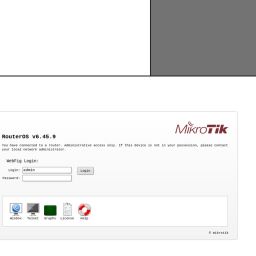 MikroTik
RouterOS v6.45.9
You have connected to a router. Administrative access only. If this device is not in your possession, please contact
your local network administrator.
WebFig Login:
Login: admin Login
Password:
Winbox Telnet Graphs License Help
© mikrotik